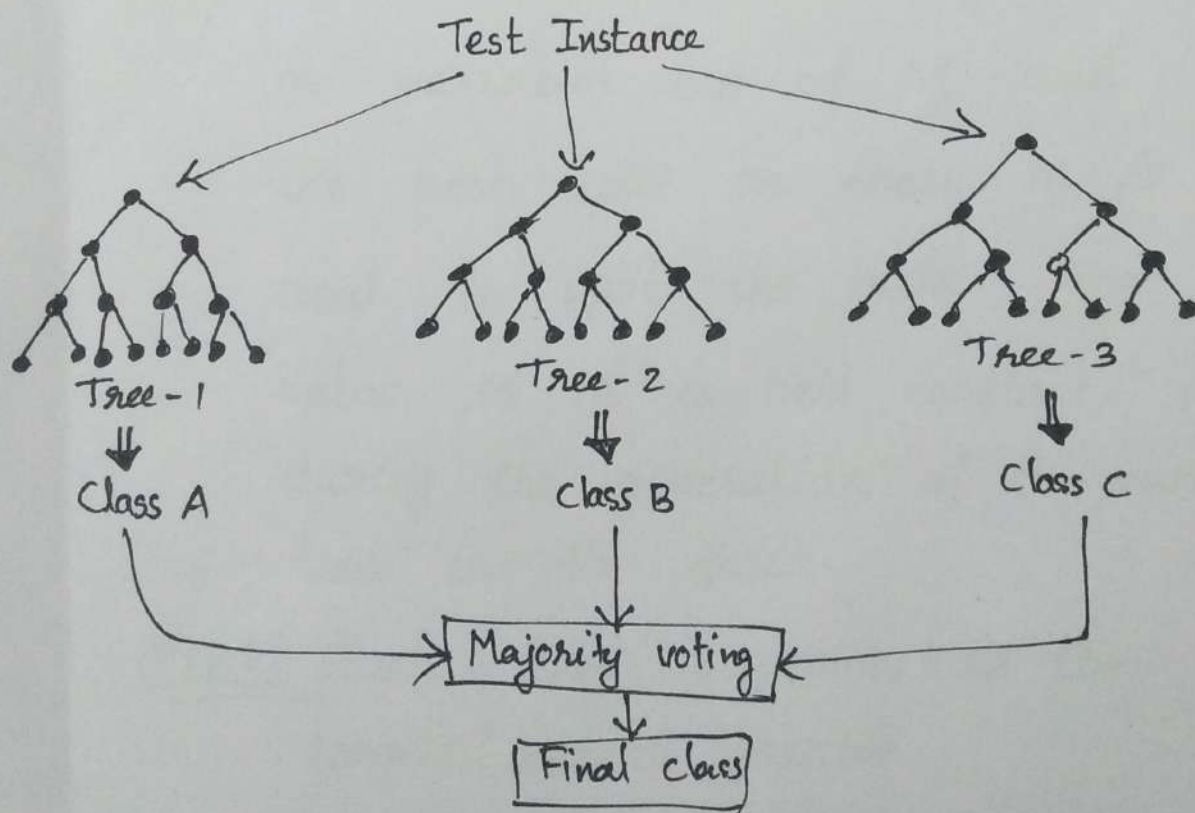 Test Instance
Tree-1
Tree-2
Tree-3
Class A
Class B
Class C
Majority voting
Final class